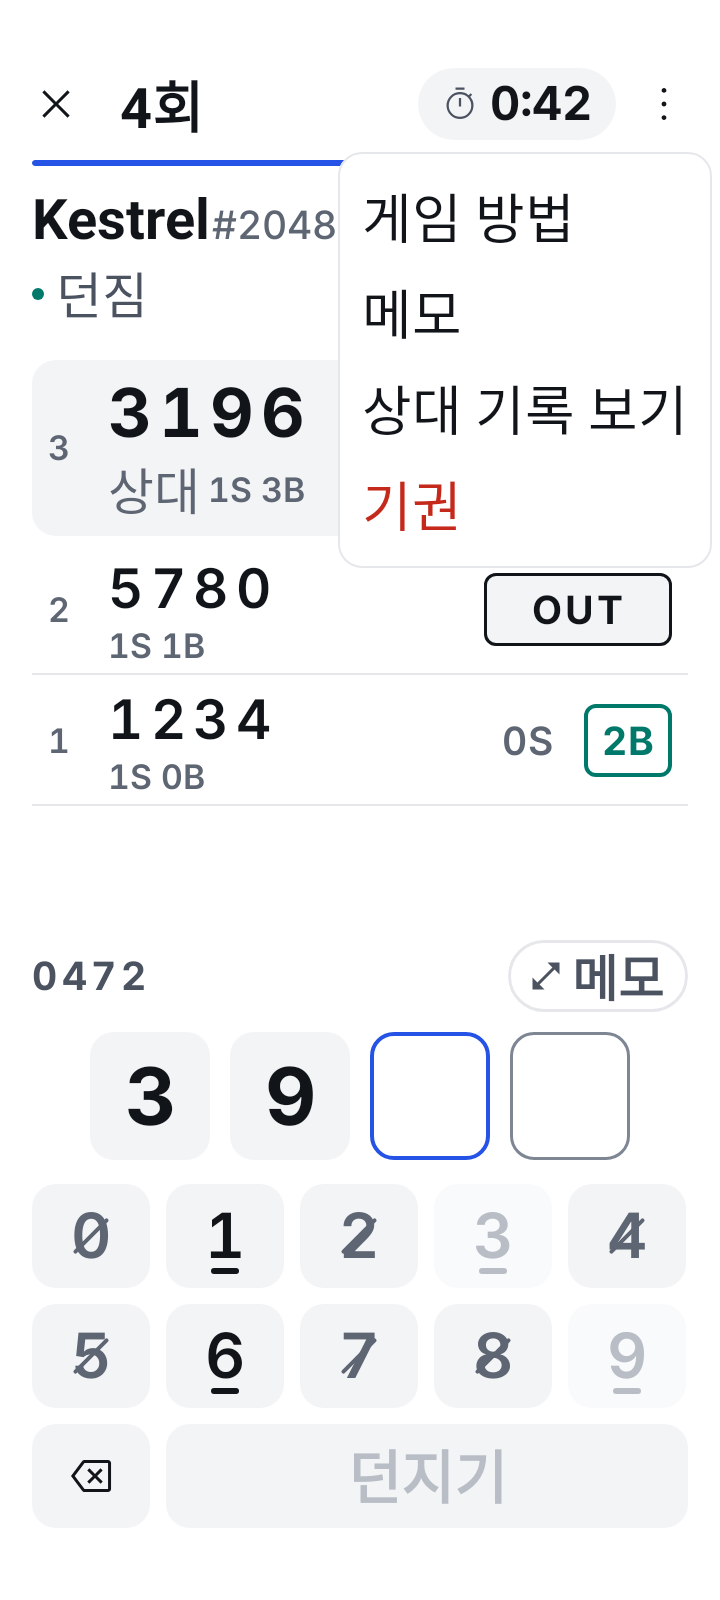 4회
0:42
Kestrel#2048
던짐
게임 방법
메모
상대 기록 보기
기권
3
3196
상대 1S 3B
2
5780
1S 1B
OUT
1
1234
1S 0B
0S
2B
0472
메모
3 9
0 1 2 3 4
5 6 7 8 9
던지기